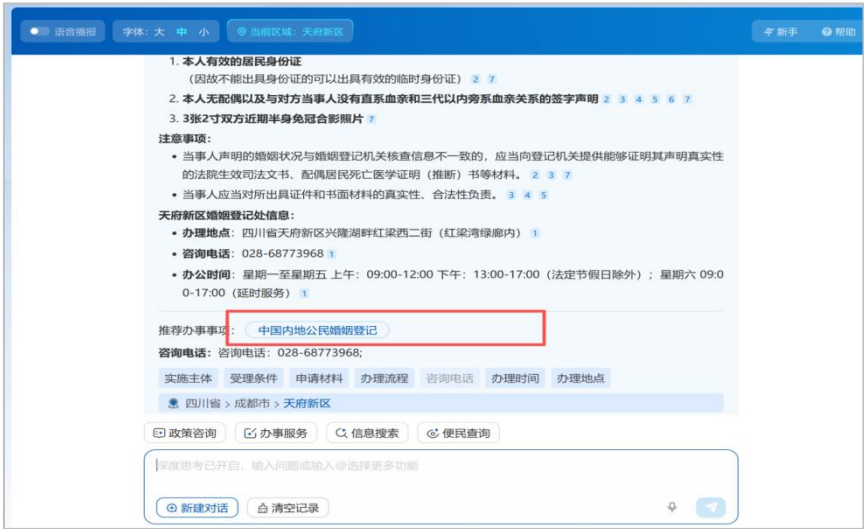 语音播报 字体: 大 中 小 当前区域: 天府新区 新手 帮助
1. 本人有效的居民身份证
（因故不能出具身份证的可以出具有效的临时身份证） 2 7
2. 本人无配偶以及与对方当事人没有直系血亲和三代以内旁系血亲关系的签字声明 2 3 4 5 6 7
3. 3张2寸双方近期半身免冠合影照片 7
注意事项:
• 当事人声明的婚姻状况与婚姻登记机关核查信息不一致的，应当向登记机关提供能够证明其声明真实性
的法院生效司法文书、配偶居民死亡医学证明（推断）书等材料。 2 3 7
• 当事人应当对所出具证件和书面材料的真实性、合法性负责。 3 4 5
天府新区婚姻登记处信息:
• 办理地点: 四川省天府新区兴隆湖畔红梁西二街（红梁湾绿廊内） 1
• 咨询电话: 028-68773968 1
• 办公时间: 星期一至星期五 上午: 09:00-12:00 下午: 13:00-17:00（法定节假日除外）; 星期六 09:0
0-17:00（延时服务） 1
推荐办事事项: 中国内地公民婚姻登记
咨询电话: 咨询电话: 028-68773968;
实施主体 受理条件 申请材料 办理流程 咨询电话 办理时间 办理地点
四川省 > 成都市 > 天府新区
政策咨询 办事服务 信息搜索 便民查询
深度思考已开启，输入问题或输入@选择更多功能
新建对话 清空记录